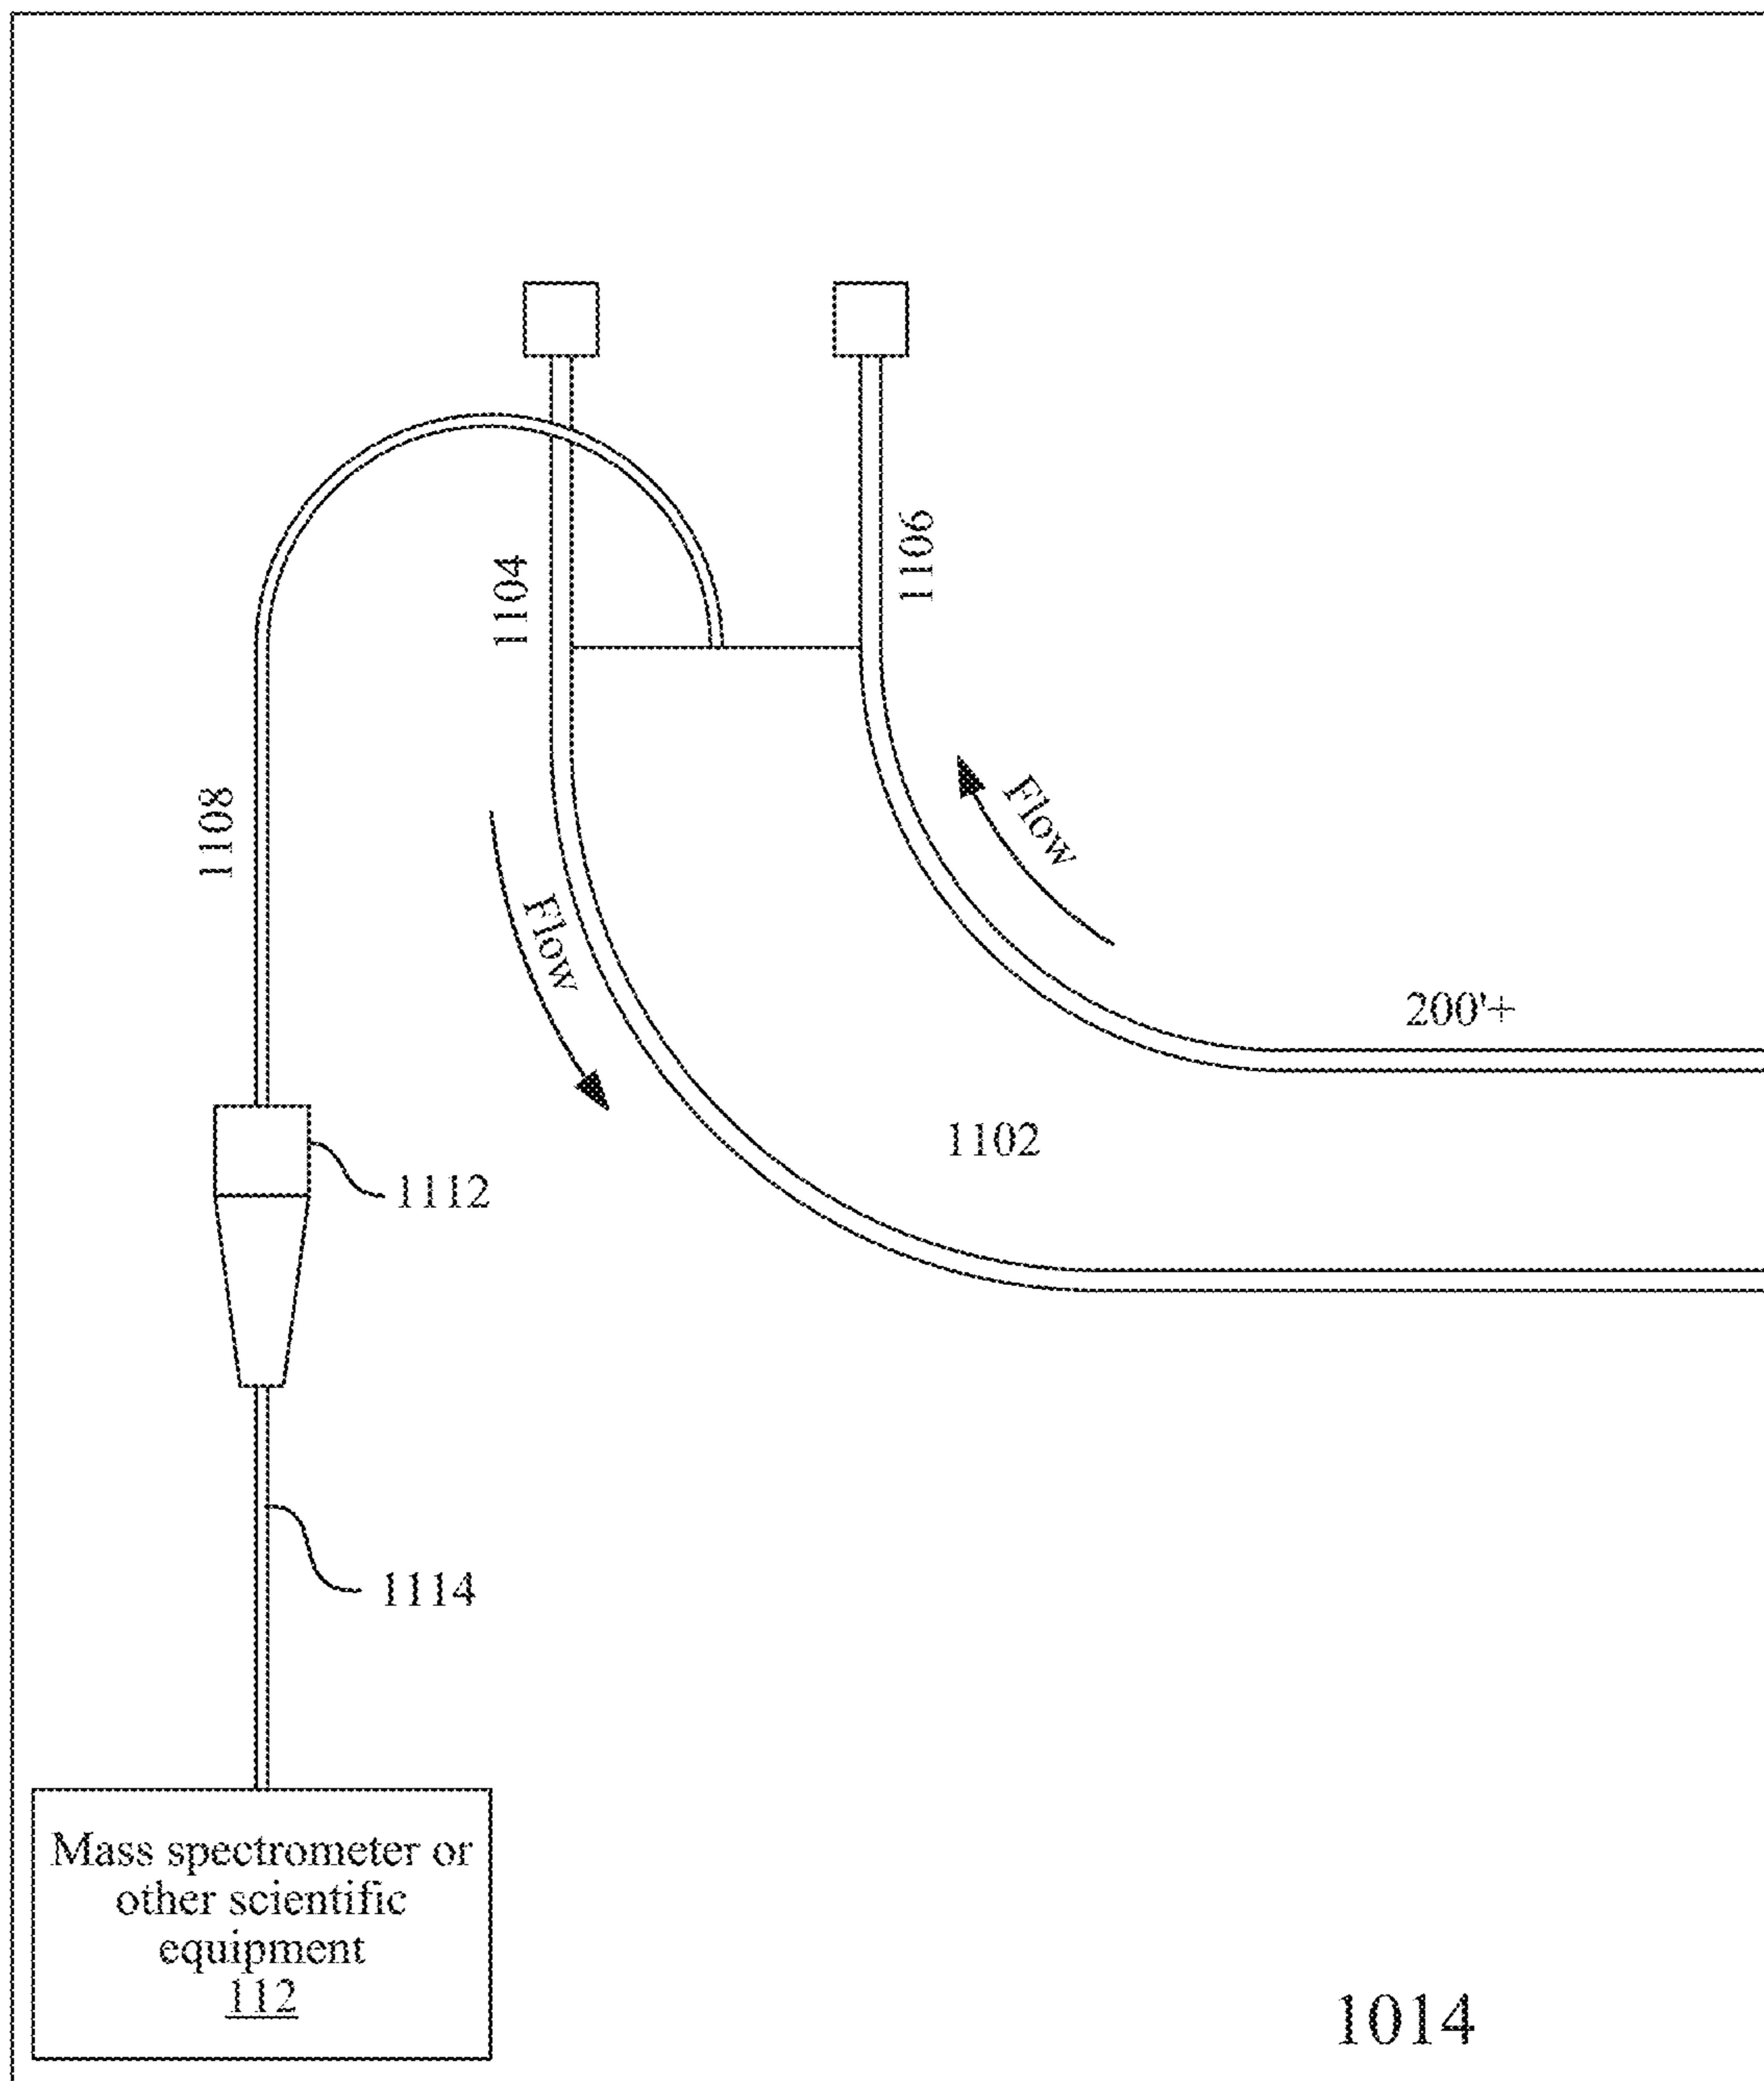 1104
1106
1108
Flow
Flow
200'+
1102
1112
1114
Mass spectrometer or
other scientific
equipment
112
1014